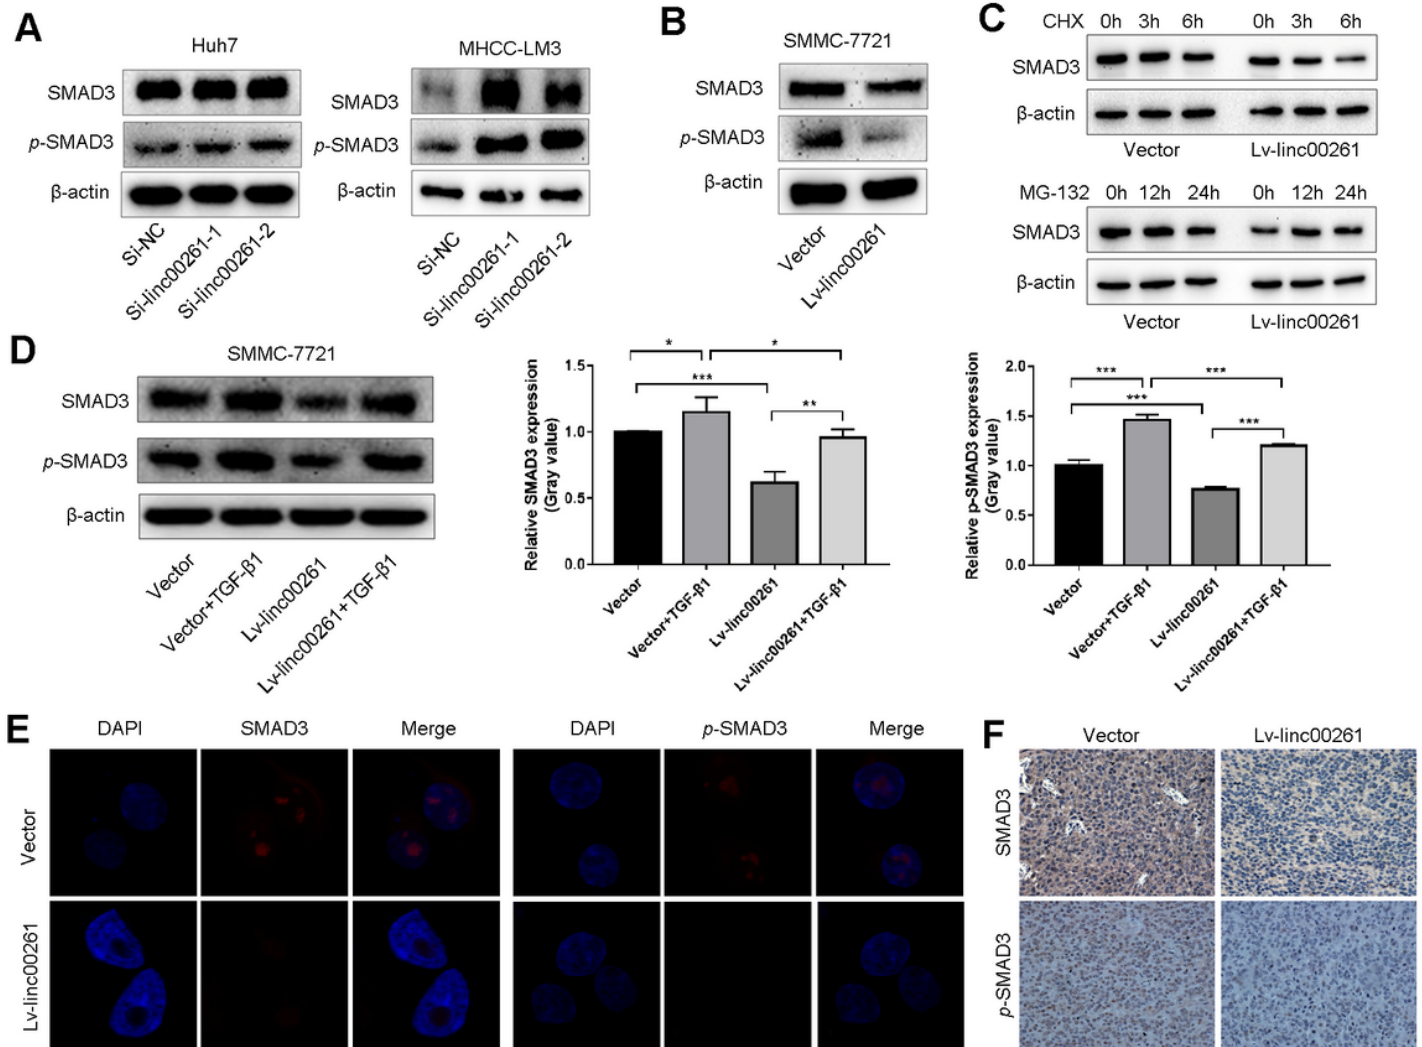 A
Huh7
SMAD3
p-SMAD3
β-actin
Si-NC
Si-linc00261-1
Si-linc00261-2
MHCC-LM3
SMAD3
p-SMAD3
β-actin
Si-NC
Si-linc00261-1
Si-linc00261-2
B
SMMC-7721
SMAD3
p-SMAD3
β-actin
Vector
Lv-linc00261
C
CHX 0h 3h 6h 0h 3h 6h
SMAD3
β-actin
Vector Lv-linc00261
MG-132 0h 12h 24h 0h 12h 24h
SMAD3
β-actin
Vector Lv-linc00261
D
SMMC-7721
SMAD3
p-SMAD3
β-actin
Vector
Vector+TGF-β1
Lv-linc00261
Lv-linc00261+TGF-β1
Relative SMAD3 expression
(Gray value)
1.5
1.0
0.5
0.0
* *
***
**
Vector
Vector+TGF-β1
Lv-linc00261
Lv-linc00261+TGF-β1
Relative p-SMAD3 expression
(Gray value)
2.0
1.5
1.0
0.5
0.0
*** ***
***
***
Vector
Vector+TGF-β1
Lv-linc00261
Lv-linc00261+TGF-β1
E
DAPI SMAD3 Merge DAPI p-SMAD3 Merge
Vector
Lv-linc00261
F
Vector Lv-linc00261
SMAD3
p-SMAD3